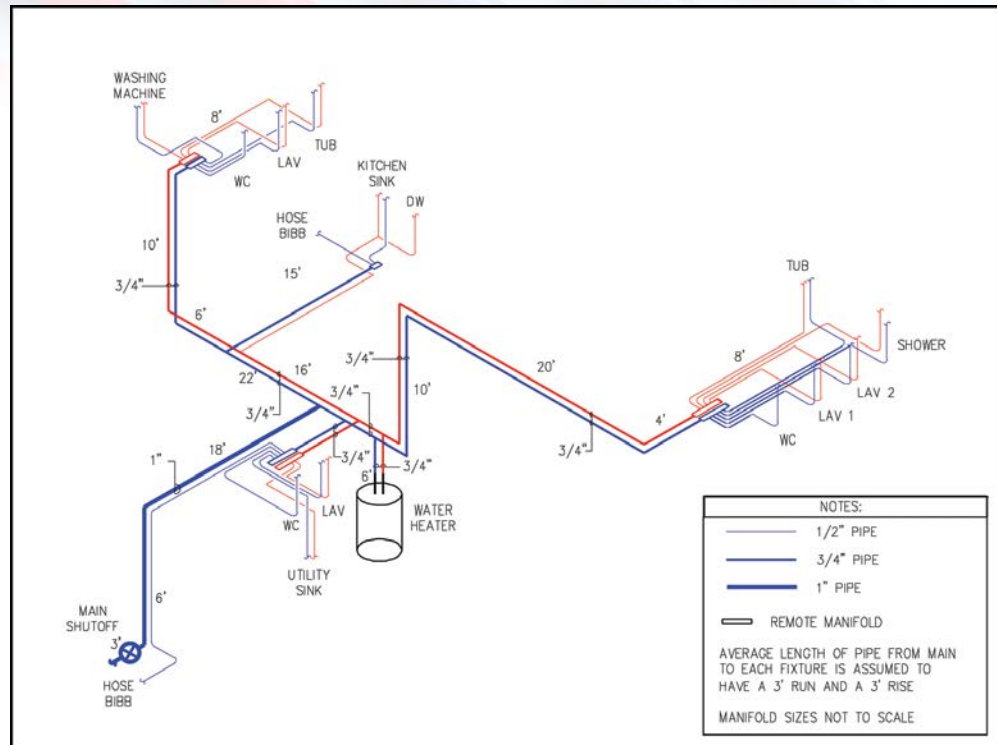 WASHING
MACHINE
8'
TUB
LAV
WC
KITCHEN
SINK
DW
HOSE
BIBB
10'
15'
3/4"
6'
TUB
SHOWER
8'
3/4"
20'
16'
22'
3/4"
10'
LAV 2
3/4"
4'
LAV 1
3/4"
WC
18'
3/4"
3/4"
1"
6'
WC
LAV
WATER
HEATER
UTILITY
SINK
6'
MAIN
SHUTOFF
3'
HOSE
BIBB
NOTES:
1/2" PIPE
3/4" PIPE
1" PIPE
REMOTE MANIFOLD
AVERAGE LENGTH OF PIPE FROM MAIN
TO EACH FIXTURE IS ASSUMED TO
HAVE A 3' RUN AND A 3' RISE
MANIFOLD SIZES NOT TO SCALE